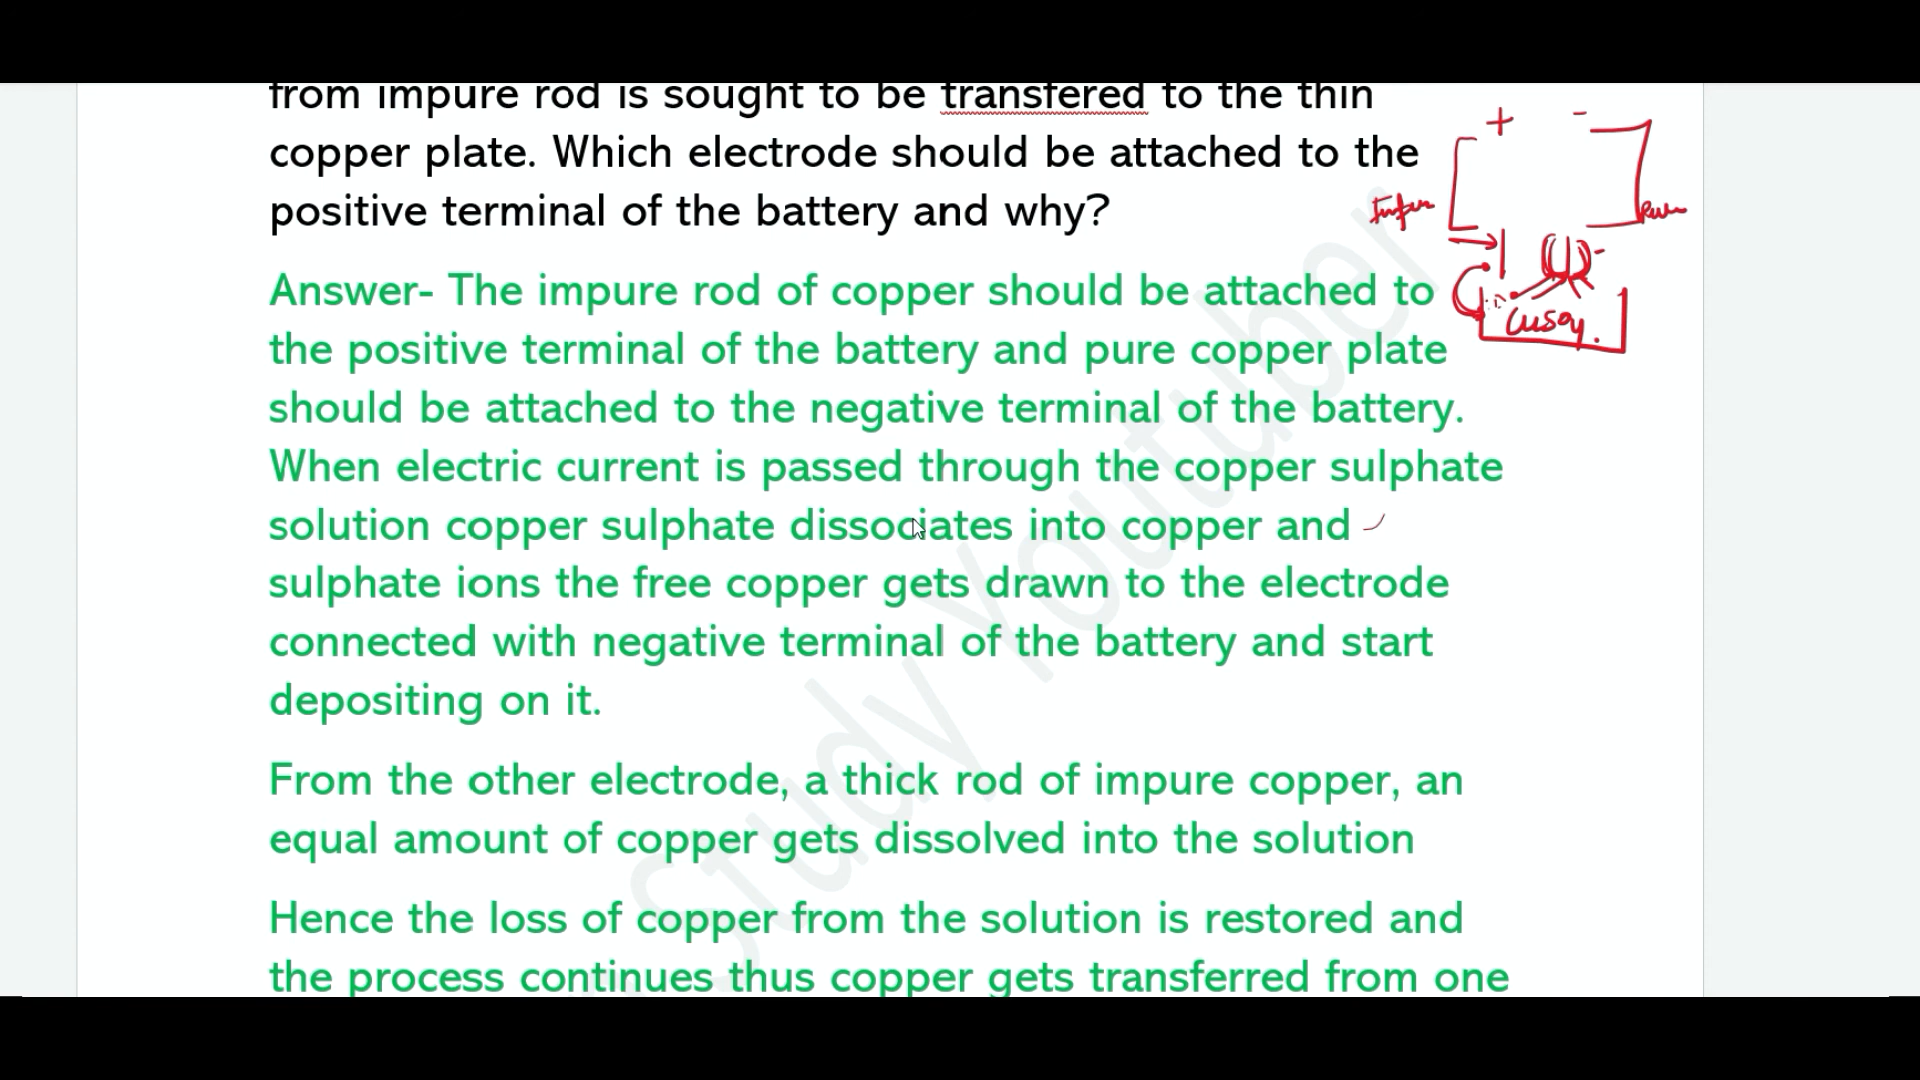 from impure rod is sought to be transfered to the thin
copper plate. Which electrode should be attached to the
positive terminal of the battery and why?
+ -
Answer- The impure rod of copper should be attached to
the positive terminal of the battery and pure copper plate
should be attached to the negative terminal of the battery.
When electric current is passed through the copper sulphate
solution copper sulphate dissociates into copper and
sulphate ions the free copper gets drawn to the electrode
connected with negative terminal of the battery and start
depositing on it.
From the other electrode, a thick rod of impure copper, an
equal amount of copper gets dissolved into the solution
Hence the loss of copper from the solution is restored and
the process continues thus copper gets transferred from one
Study Youtuber